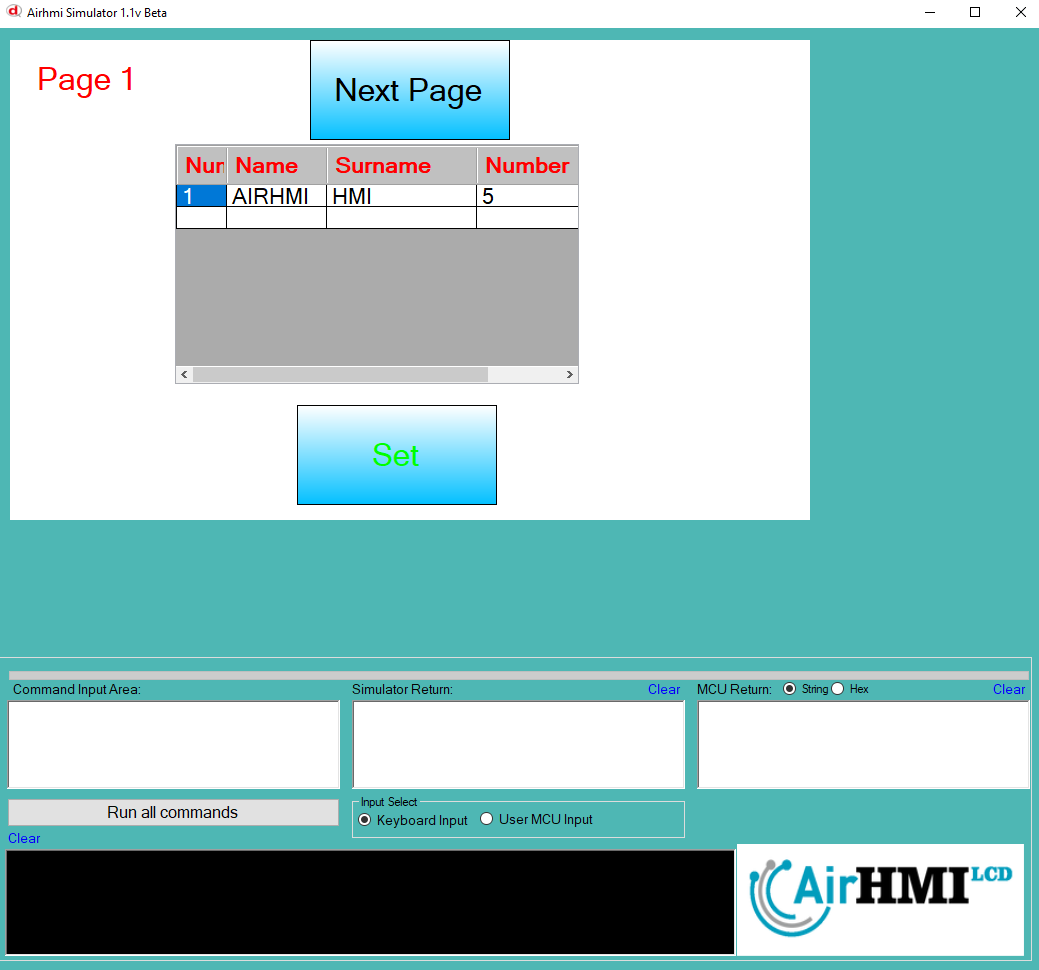 Airhmi Simulator 1.1v Beta
Page 1
Next Page
Nur Name Surname Number
1 AIRHMI HMI 5
Set
Command Input Area:
Simulator Return: Clear
MCU Return: String Hex Clear
Run all commands
Input Select
Keyboard Input User MCU Input
Clear
AirHMI LCD